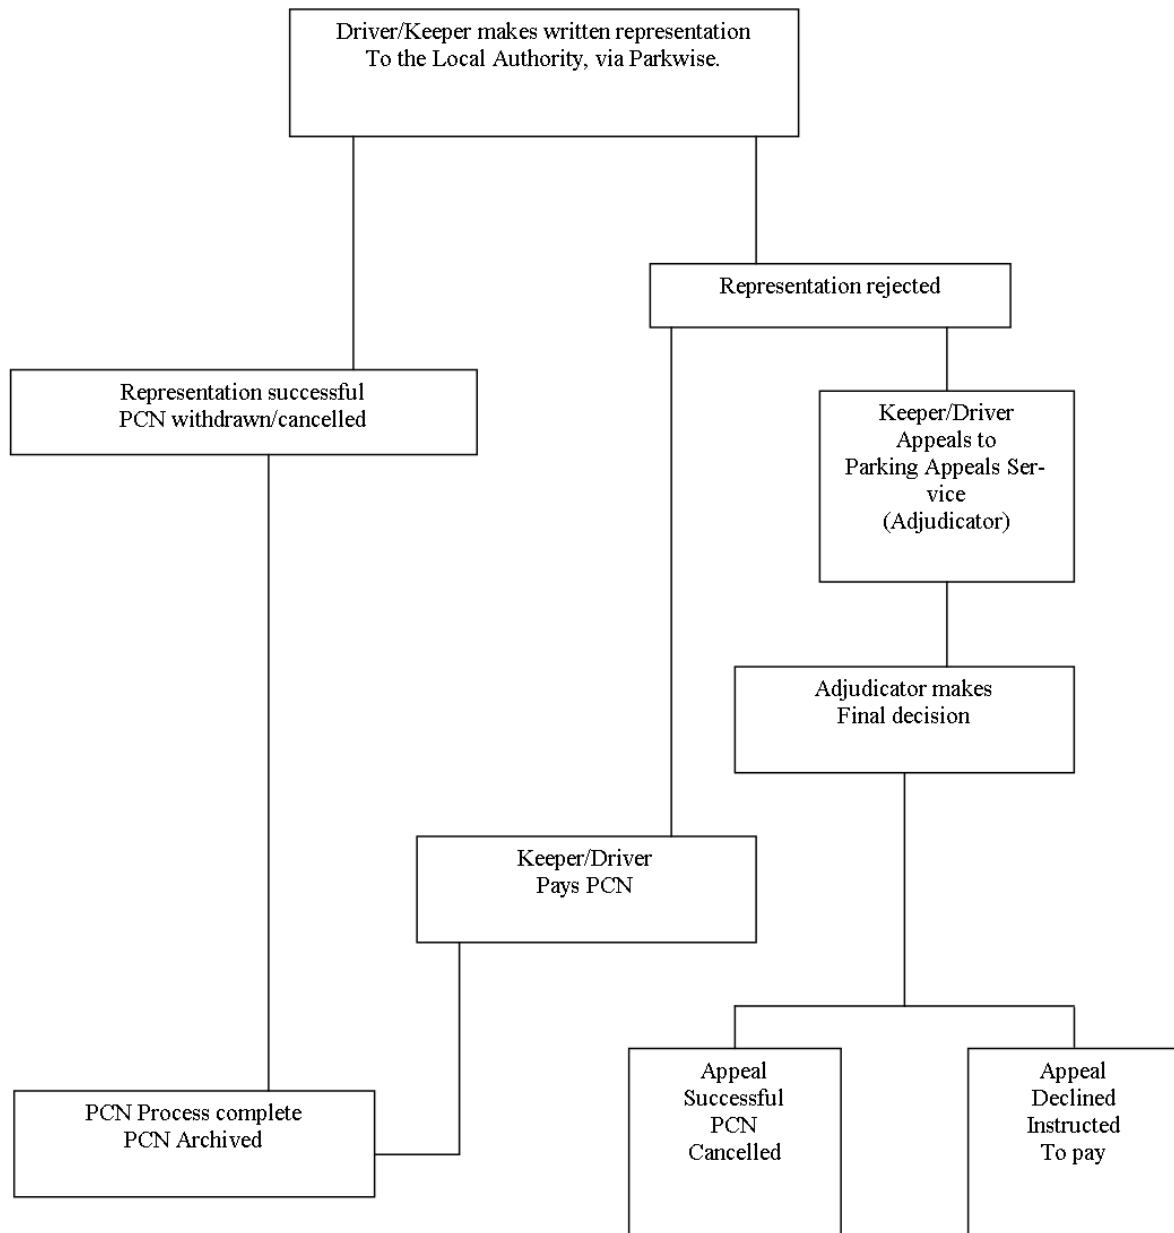 Driver/Keeper makes written representation
To the Local Authority, via Parkwise.
Representation rejected
Representation successful
PCN withdrawn/cancelled
Keeper/Driver
Appeals to
Parking Appeals Ser-
vice
(Adjudicator)
Adjudicator makes
Final decision
Keeper/Driver
Pays PCN
PCN Process complete
PCN Archived
Appeal
Successful
PCN
Cancelled
Appeal
Declined
Instructed
To pay